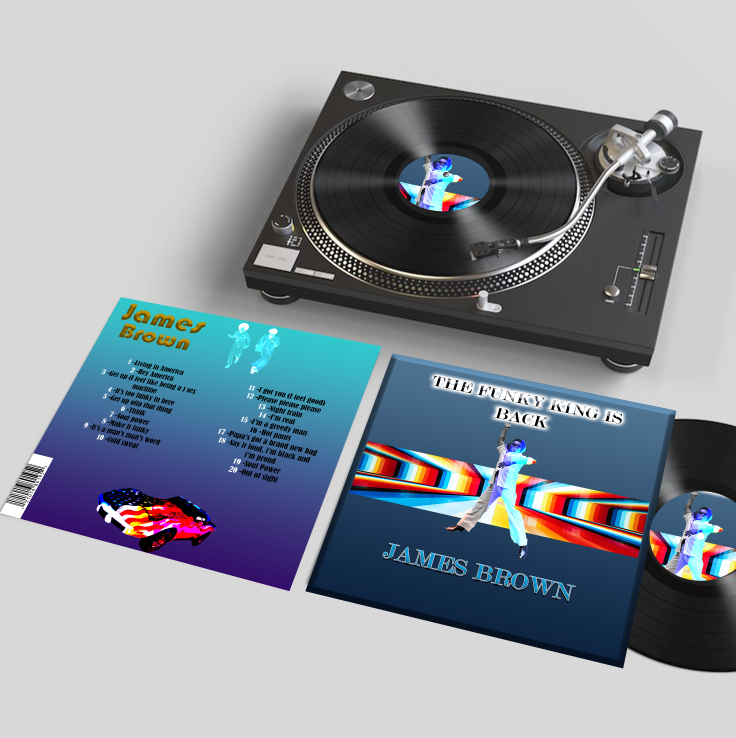 James
Brown
1 -Living in America
2 -Hey America
3 -Get up (I feel like being a ) sex
machine
4 -It's too funky in here
5 -Get up offa that thing
6 -Think
7 -Soul power
8 -Make it funky
9 -It's a man's man's word
10 -Cold sweat
11 -I got you (I feel good)
12 -Please please please
13 -Night train
14 -I'm real
15 -I'm a greedy man
16 -Hot pants
17 -Papa's got a brand new bag
18 -Say it loud, I'm black and
I'm proud
19 -Soul Power
20 -Out of sight
THE FUNKY KING IS
BACK
JAMES BROWN